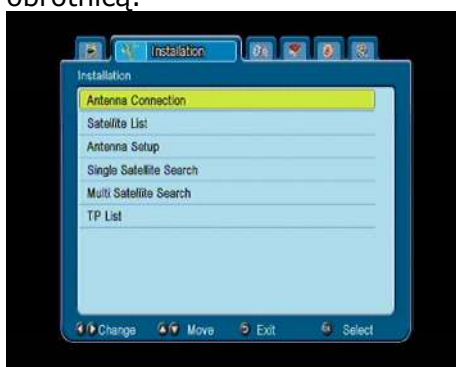 obrotnicą.
Installation
Installation
Antenna Connection
Satellite List
Antenna Setup
Single Satellite Search
Multi Satellite Search
TP List
Change Move Exit Select